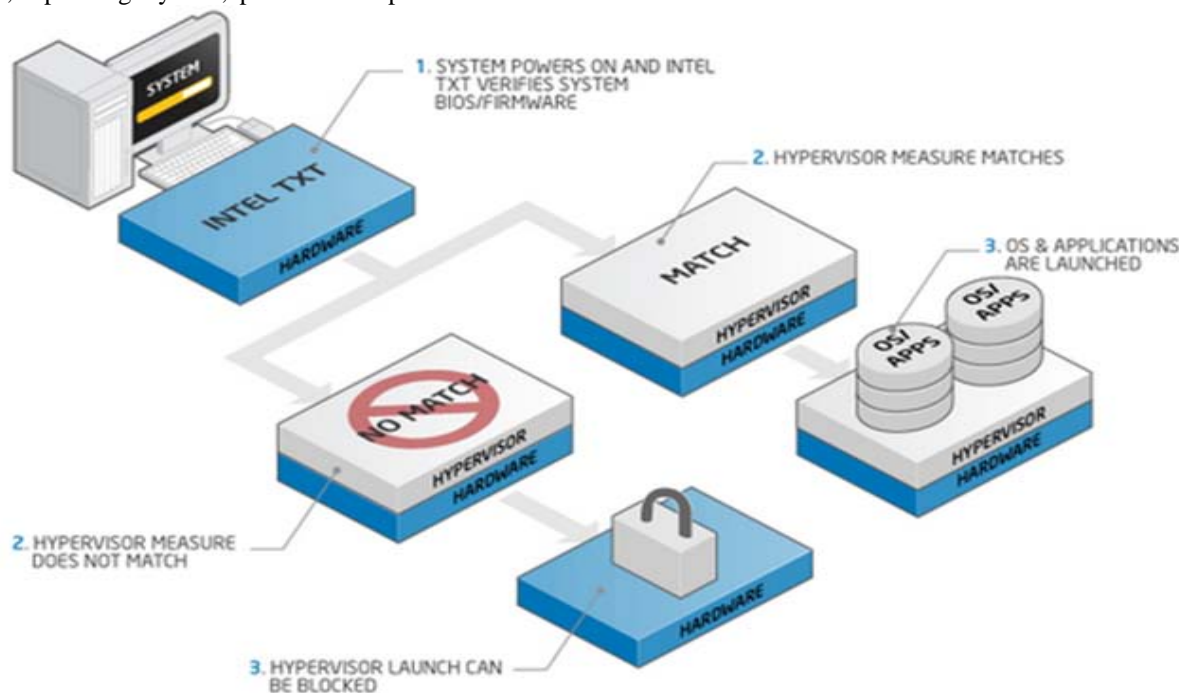 SYSTEM
1. SYSTEM POWERS ON AND INTEL
TXT VERIFIES SYSTEM
BIOS/FIRMWARE
INTEL TXT
HARDWARE
2. HYPERVISOR MEASURE MATCHES
MATCH
HYPERVISOR
HARDWARE
3. OS & APPLICATIONS
ARE LAUNCHED
OS/
APPS
OS/
APPS
HYPERVISOR
HARDWARE
NO MATCH
HYPERVISOR
HARDWARE
2. HYPERVISOR MEASURE
DOES NOT MATCH
HARDWARE
3. HYPERVISOR LAUNCH CAN
BE BLOCKED